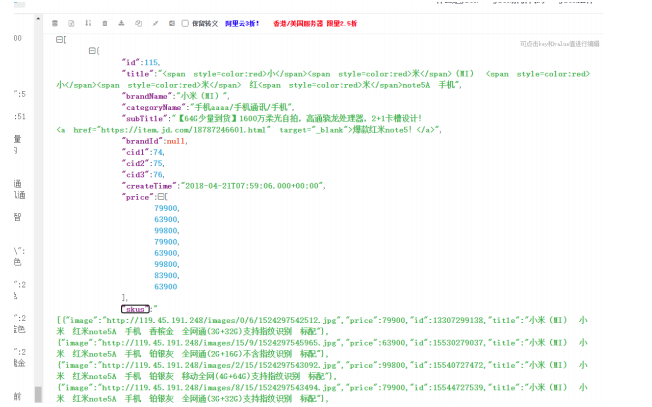 保留转义 阿里云3折! 香港/美国服务器 限量2.5折
可点击key和value值进行编辑
00
":5
:51
量
通
l通
智
\":
色
":2
":2
":2
金
前
[
{
"id":115,
"title":"<span style=color:red>小</span><span style=color:red>米</span> (MI) <span style=color:red>
小</span><span style=color:red>米</span> 红<span style=color:red>米</span>note5A 手机",
"brandName":"小米 (MI) ",
"categoryName":"手机aaaa/手机通讯/手机",
"subTitle":"【64G少量到货】1600万柔光自拍，高通骁龙处理器，2+1卡槽设计!
<a href="https://item.jd.com/18787246601.html" target="_blank">爆款红米note5! </a>",
"brandId":null,
"cid1":74,
"cid2":75,
"cid3":76,
"createTime":"2018-04-21T07:59:06.000+00:00",
"price":[
79900,
63900,
99800,
79900,
63900,
99800,
83900,
63900
],
"skus":"
[{"image":"http://119.45.191.248/images/0/6/1524297542512.jpg","price":79900,"id":13307299138,"title":"小米 (MI) 小
米 红米note5A 手机 香槟金 全网通(3G+32G)支持指纹识别 标配"},
{"image":"http://119.45.191.248/images/15/9/1524297545965.jpg","price":63900,"id":15530279037,"title":"小米 (MI) 小
米 红米note5A 手机 铂银灰 全网通(2G+16G)不含指纹识别 标配"},
{"image":"http://119.45.191.248/images/2/15/1524297543092.jpg","price":99800,"id":15540727472,"title":"小米 (MI) 小
米 红米note5A 手机 铂银灰 移动全网(4G+64G)支持指纹识别 标配"},
{"image":"http://119.45.191.248/images/8/15/1524297543494.jpg","price":79900,"id":15544727539,"title":"小米 (MI) 小
米 红米note5A 手机 铂银灰 全网通(3G+32G)支持指纹识别 标配"},